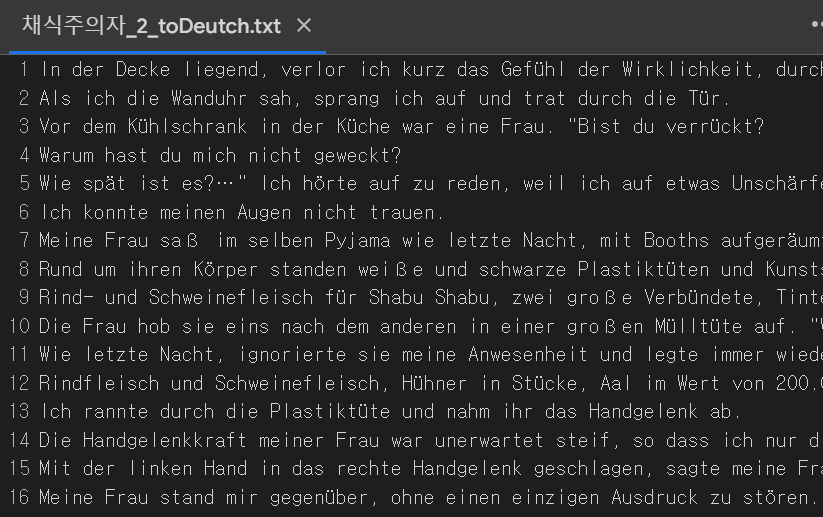 채식주의자_2_toDeutch.txt ×
1 In der Decke liegend, verlor ich kurz das Gefühl der Wirklichkeit,
2 Als ich die Wanduhr sah, sprang ich auf und trat durch die Tür.
3 Vor dem Kühlschrank in der Küche war eine Frau. "Bist du verrückt?
4 Warum hast du mich nicht geweckt?
5 Wie spät ist es?…" Ich hörte auf zu reden, weil ich auf etwas
6 Ich konnte meinen Augen nicht trauen.
7 Meine Frau saß im selben Pyjama wie letzte Nacht, mit Booths
8 Rund um ihren Körper standen weiße und schwarze Plastiktüten und
9 Rind- und Schweinefleisch für Shabu Shabu, zwei große Verbündete,
10 Die Frau hob sie eins nach dem anderen in einer großen Mülltüte auf.
11 Wie letzte Nacht, ignorierte sie meine Anwesenheit und legte immer
12 Rindfleisch und Schweinefleisch, Hühner in Stücke, Aal im Wert von
13 Ich rannte durch die Plastiktüte und nahm ihr das Handgelenk ab.
14 Die Handgelenkkraft meiner Frau war unerwartet steif, so dass ich nur
15 Mit der linken Hand in das rechte Handgelenk geschlagen, sagte meine
16 Meine Frau stand mir gegenüber, ohne einen einzigen Ausdruck zu stören.